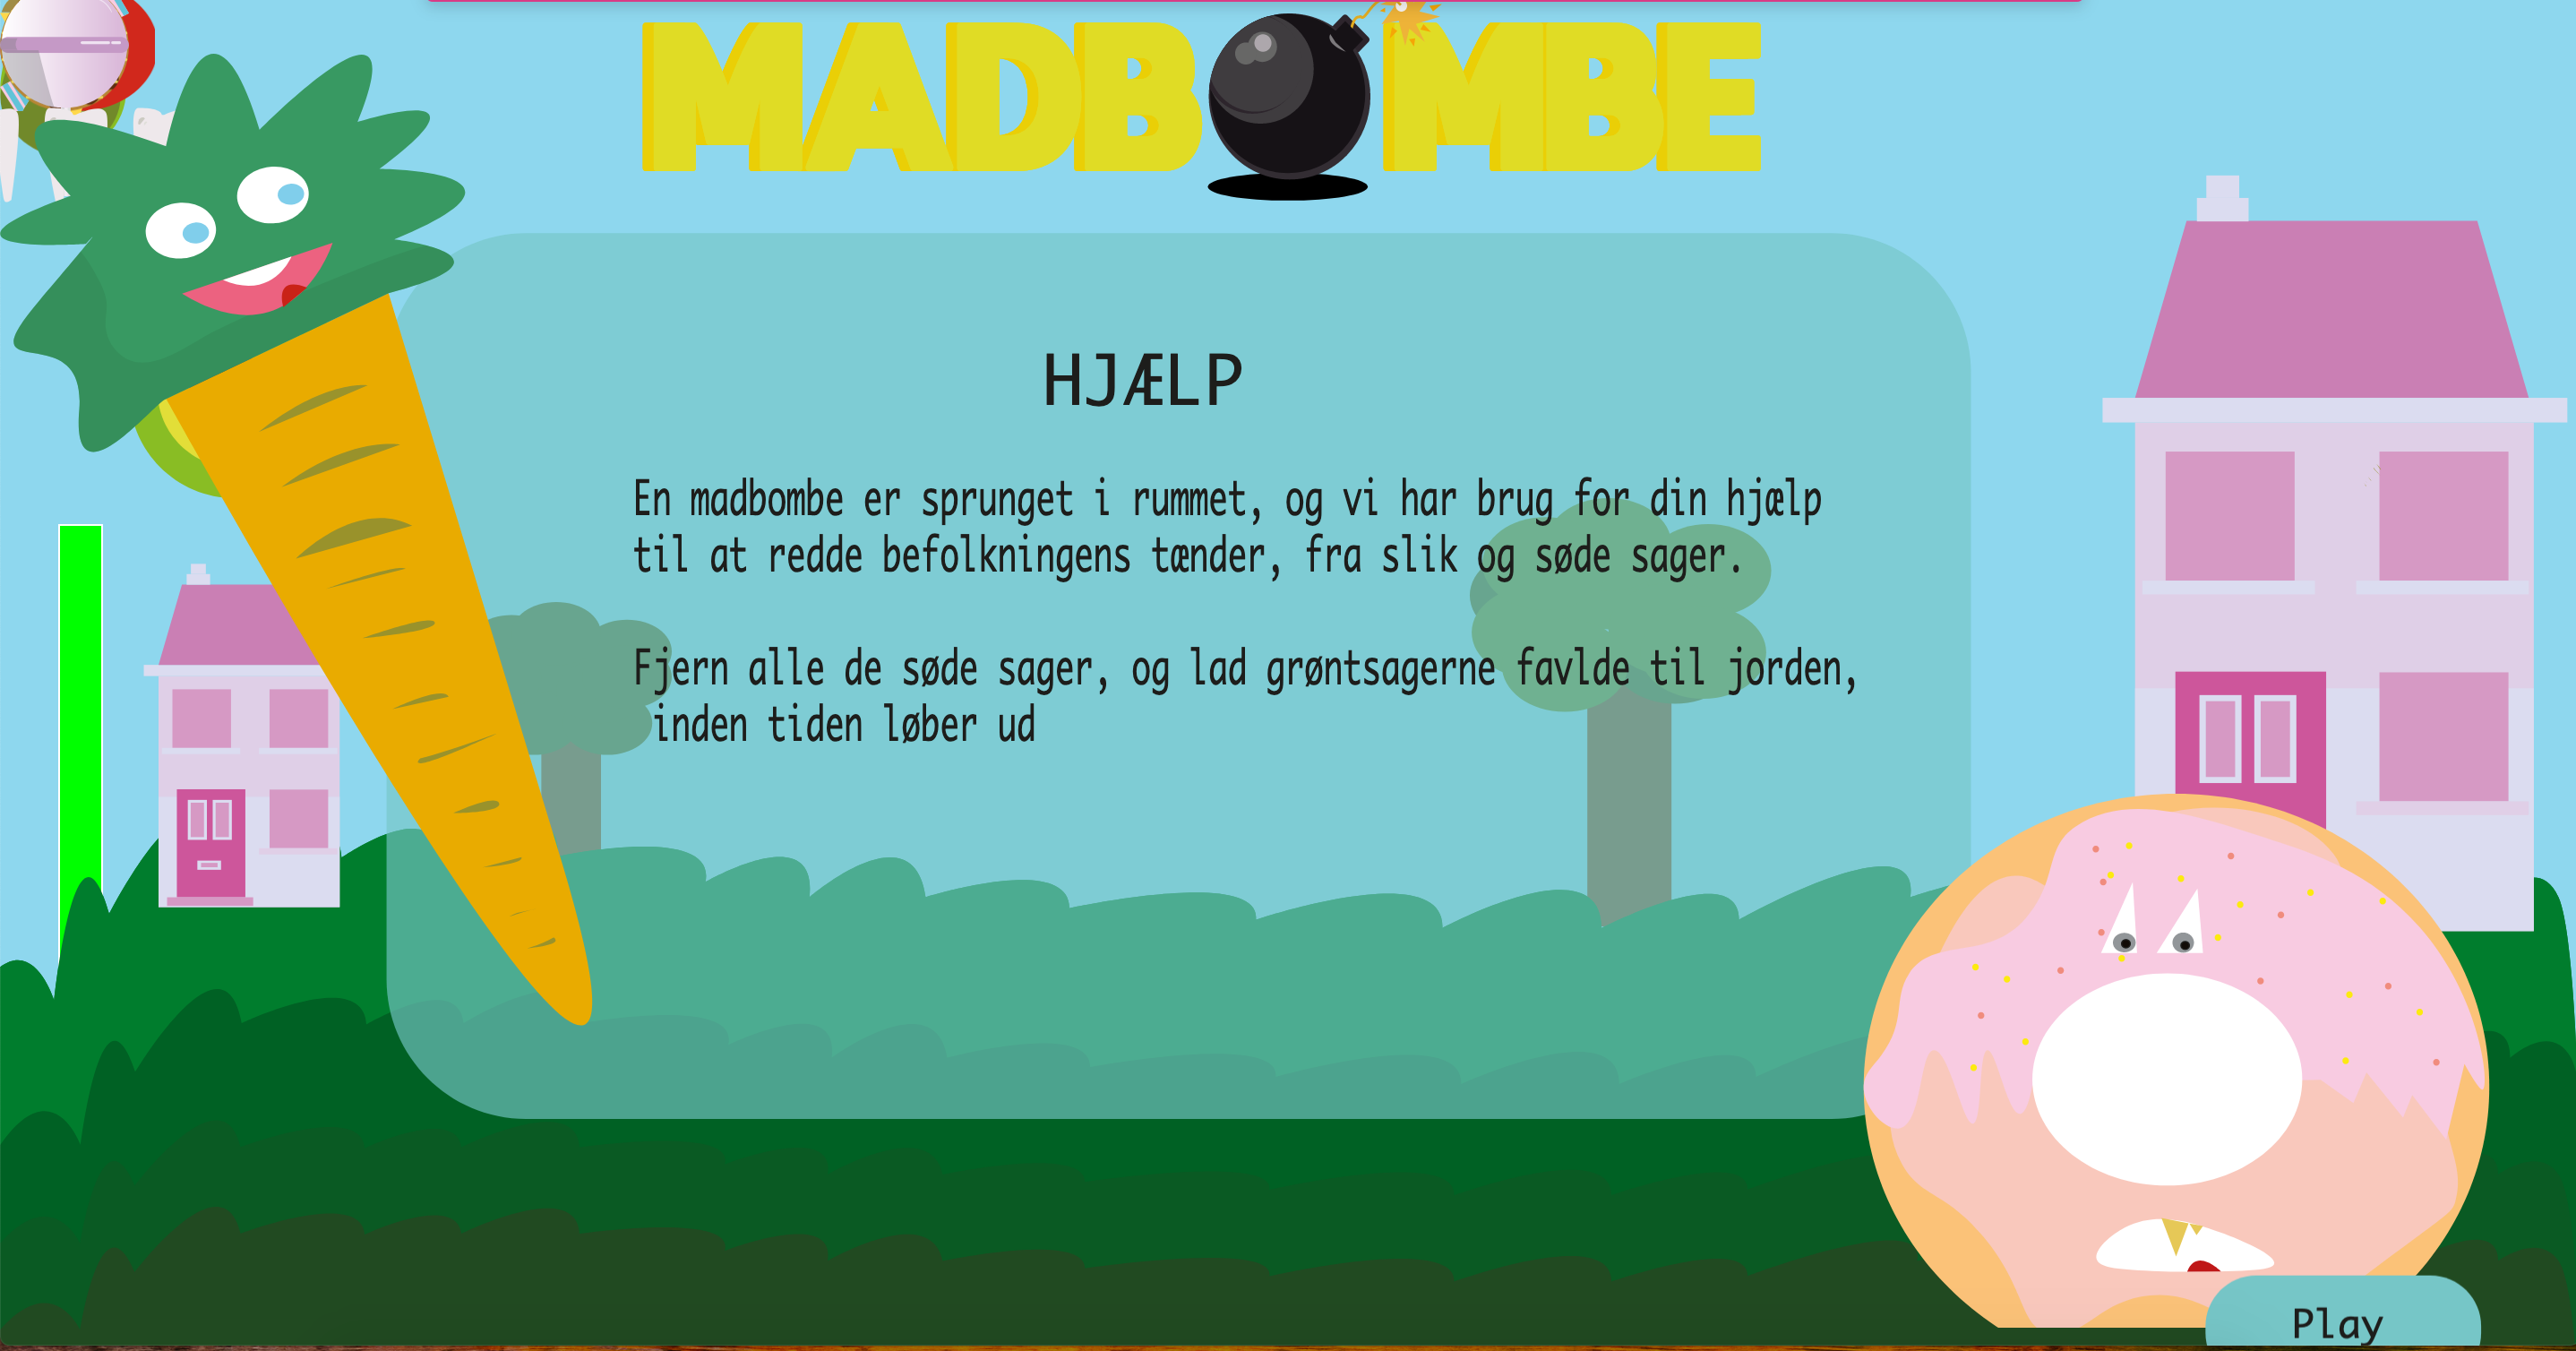 MADBOMBE
HJÆLP
En madbombe er sprunget i rummet, og vi har brug for din hjælp
til at redde befolkningens tænder, fra slik og søde sager.
Fjern alle de søde sager, og lad grøntsagerne favlde til jorden,
inden tiden løber ud
Play